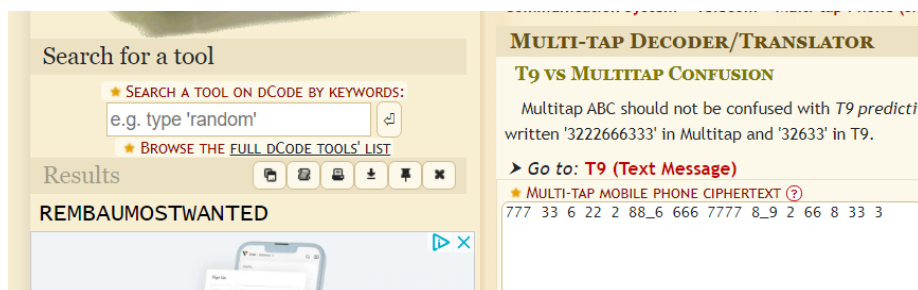 Search for a tool
SEARCH A TOOL ON DCODE BY KEYWORDS:
e.g. type 'random'
BROWSE THE FULL DCODE TOOLS' LIST
Results
REMBAUMOSTWANTED
MULTI-TAP DECODER/TRANSLATOR
T9 VS MULTITAP CONFUSION
Multitap ABC should not be confused with T9 predicti
written '3222666333' in Multitap and '32633' in T9.
➤ Go to: T9 (Text Message)
MULTI-TAP MOBILE PHONE CIPHERTEXT (?)
777 33 6 22 2 88_6 666 7777 8_9 2 66 8 33 3